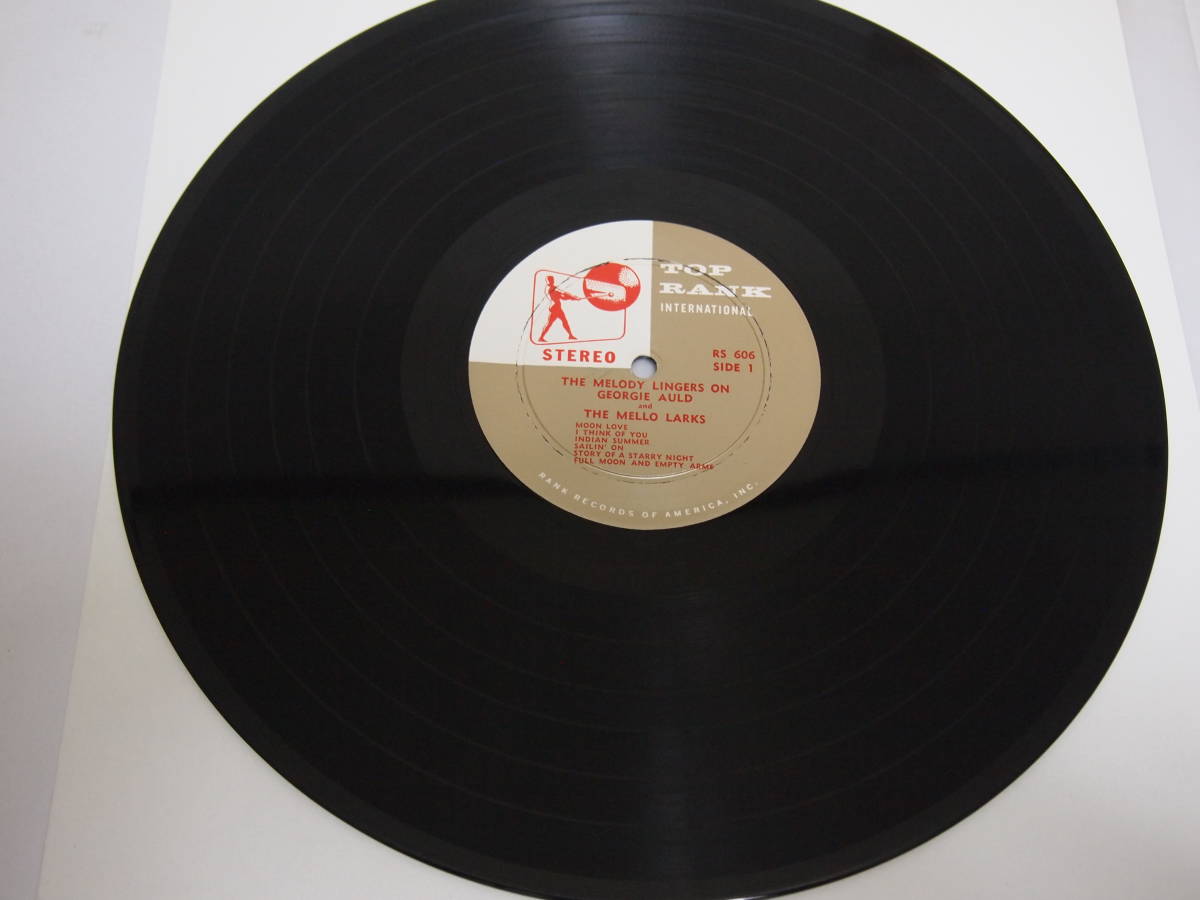 TOP
RANK
INTERNATIONAL
STEREO
RS 606
SIDE 1
THE MELODY LINGERS ON
GEORGIE AULD
and
THE MELLO LARKS
MOON LOVE
I THINK OF YOU
INDIAN SUMMER
SAILIN' ON
STORY OF A STARRY NIGHT
FULL MOON AND EMPTY ARMS
RANK RECORDS OF AMERICA, INC.